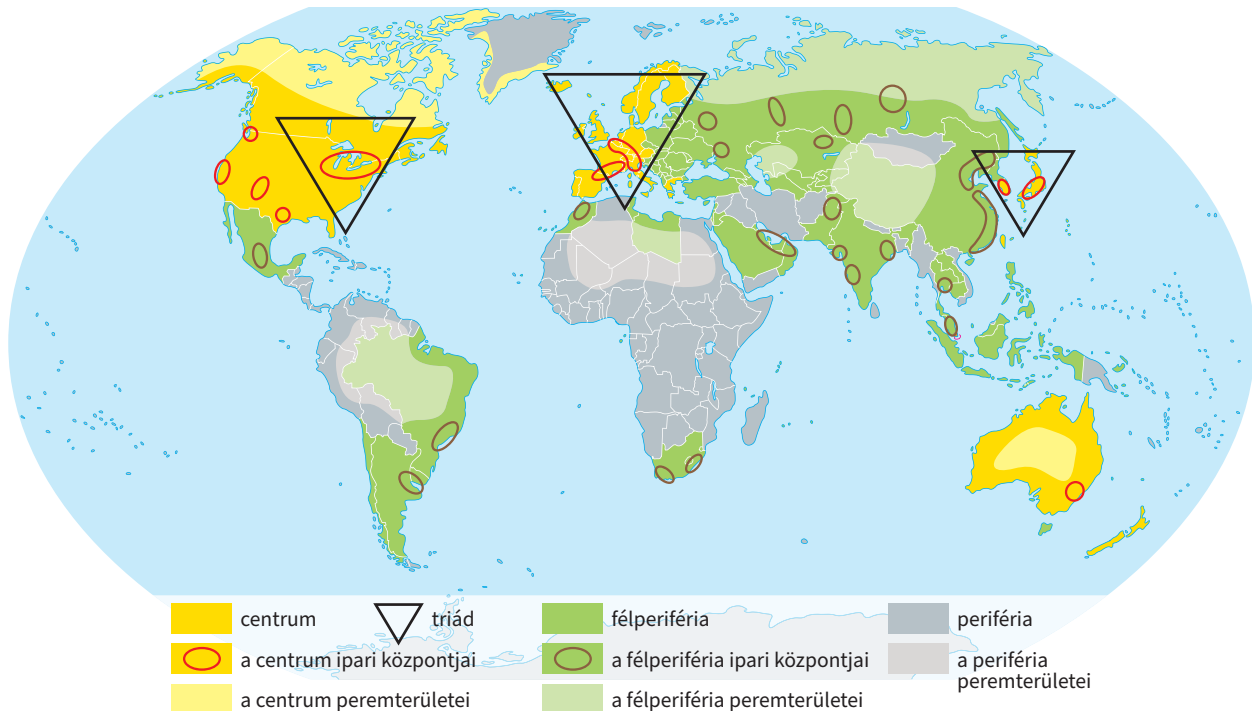 centrum
triád
félperiféria
periféria
a centrum ipari központjai
a félperiféria ipari központjai
a periféria
peremterületei
a centrum peremterületei
a félperiféria peremterületei